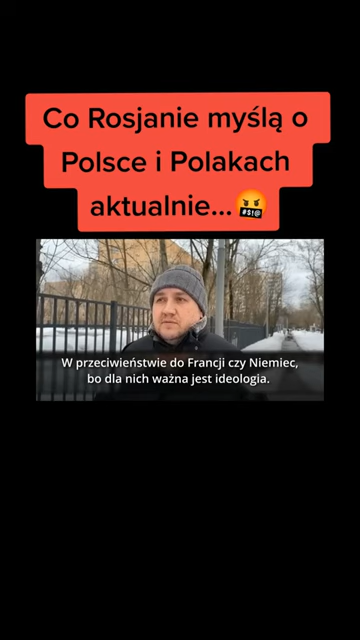 Co Rosjanie myślą o
Polsce i Polakach
aktualnie...🤬
W przeciwieństwie do Francji czy Niemiec,
bo dla nich ważna jest ideologia.